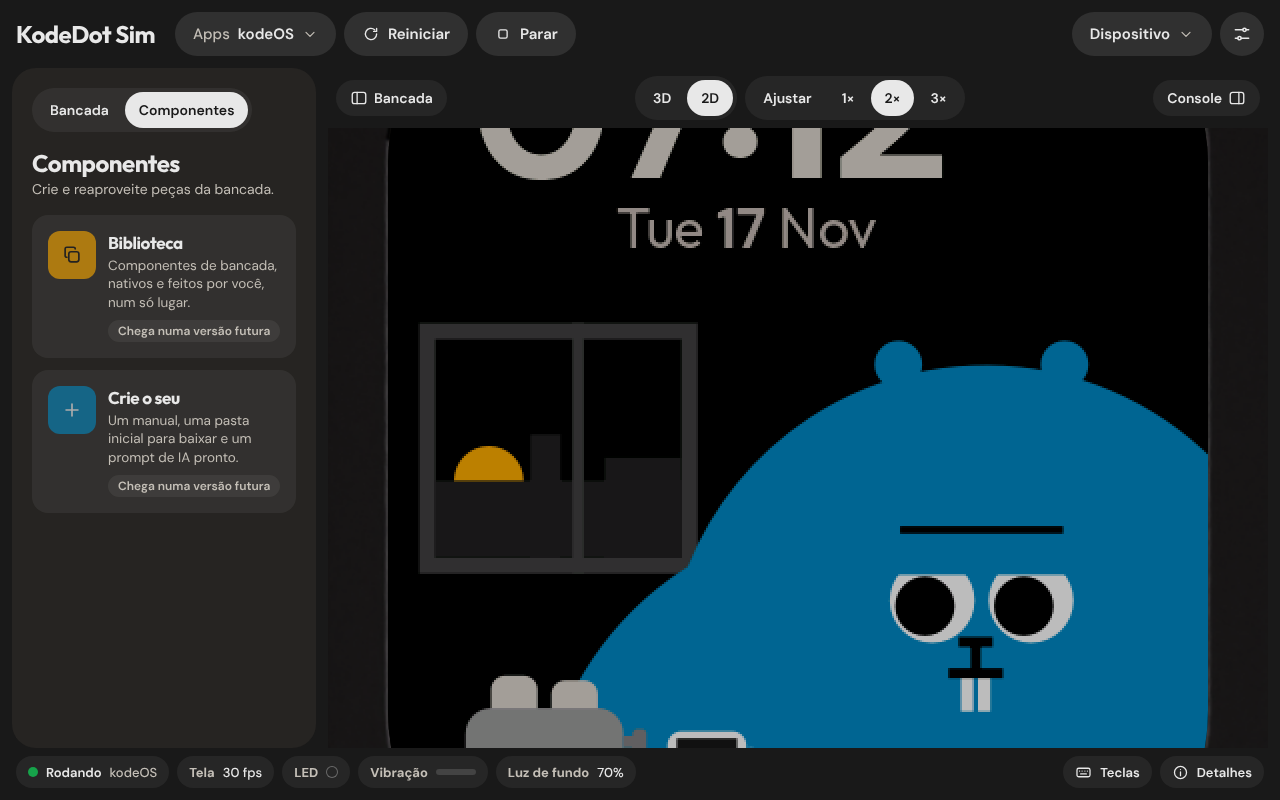 KodeDot Sim
Apps kodeOS
Reiniciar
Parar
Dispositivo
Bancada
Componentes
Componentes
Crie e reaproveite peças da bancada.
Biblioteca
Componentes de bancada,
nativos e feitos por você,
num só lugar.
Chega numa versão futura
Crie o seu
Um manual, uma pasta
inicial para baixar e um
prompt de IA pronto.
Chega numa versão futura
Bancada
3D
2D
Ajustar
1×
2×
3×
Console
07:12
Tue 17 Nov
Rodando kodeOS
Tela 30 fps
LED
Vibração
Luz de fundo 70%
Teclas
Detalhes